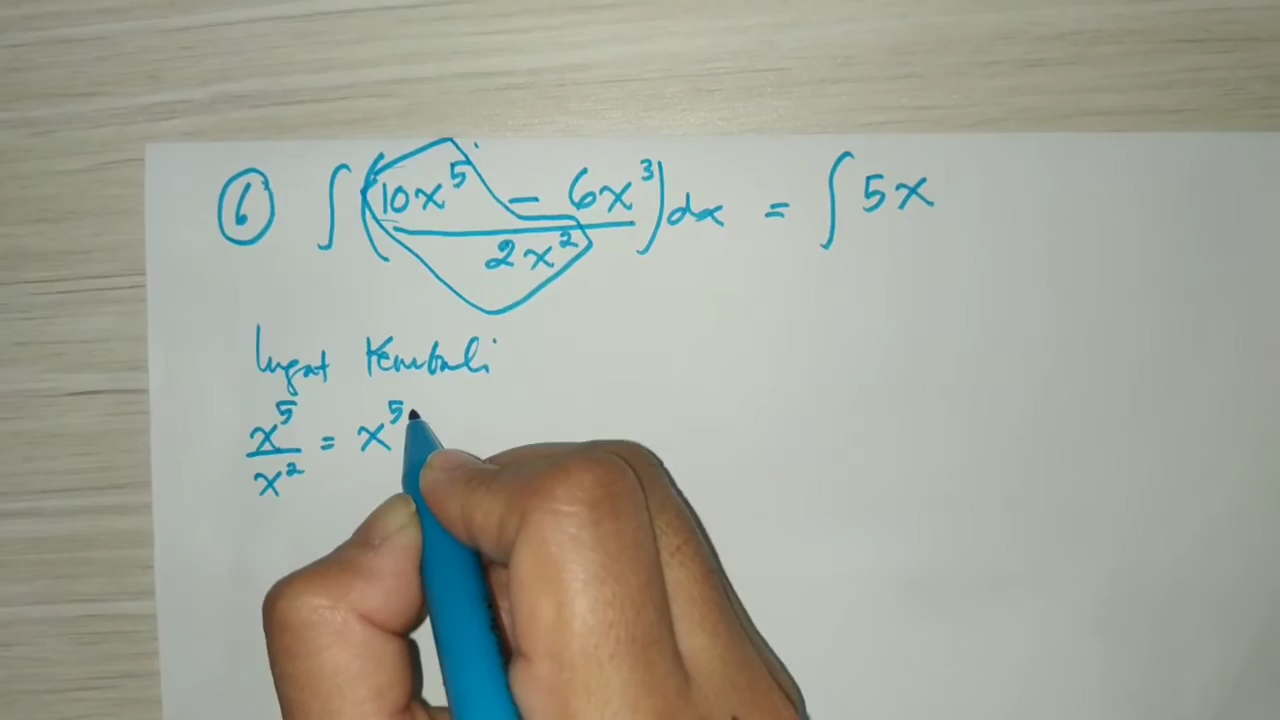 6 ∫ ( (10x⁵ − 6x³) / 2x² ) dx = ∫ 5x
Ingat Kembali
x⁵ / x² = x⁵